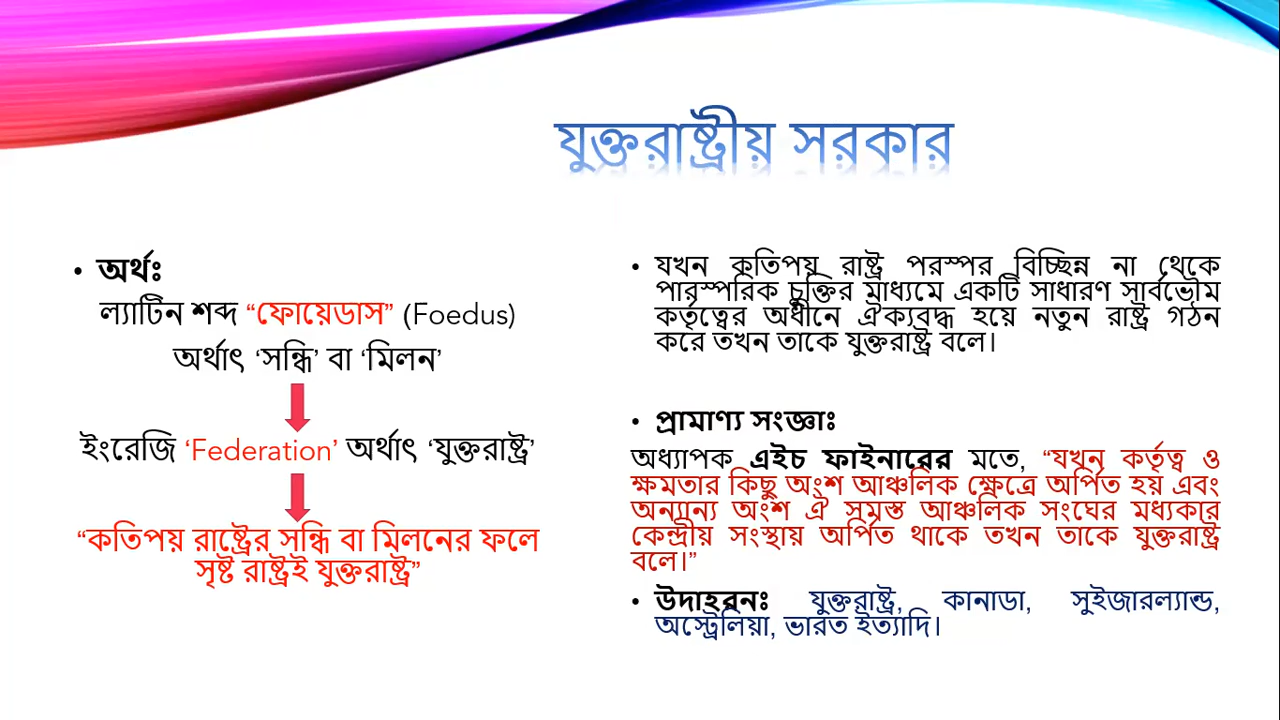 যুক্তরাষ্ট্রীয় সরকার
• অর্থঃ
ল্যাটিন শব্দ “ফোয়েডাস” (Foedus)
অর্থাৎ ‘সন্ধি’ বা ‘মিলন’
ইংরেজি ‘Federation’ অর্থাৎ ‘যুক্তরাষ্ট্র’
“কতিপয় রাষ্ট্রের সন্ধি বা মিলনের ফলে
সৃষ্ট রাষ্ট্রই যুক্তরাষ্ট্র”
• যখন কতিপয় রাষ্ট্র পরস্পর বিচ্ছিন্ন না থেকে
পারস্পরিক চুক্তির মাধ্যমে একটি সাধারণ সার্বভৌম
কর্তৃত্বের অধীনে ঐক্যবদ্ধ হয়ে নতুন রাষ্ট্র গঠন
করে তখন তাকে যুক্তরাষ্ট্র বলে।
• প্রামাণ্য সংজ্ঞাঃ
অধ্যাপক এইচ ফাইনারের মতে, “যখন কর্তৃত্ব ও
ক্ষমতার কিছু অংশ আঞ্চলিক ক্ষেত্রে অর্পিত হয় এবং
অন্যান্য অংশ ঐ সমস্ত আঞ্চলিক সংঘের মধ্যকার
কেন্দ্রীয় সংস্থায় অর্পিত থাকে তখন তাকে যুক্তরাষ্ট্র
বলে।”
• উদাহরনঃ যুক্তরাষ্ট্র, কানাডা, সুইজারল্যান্ড,
অস্ট্রেলিয়া, ভারত ইত্যাদি।